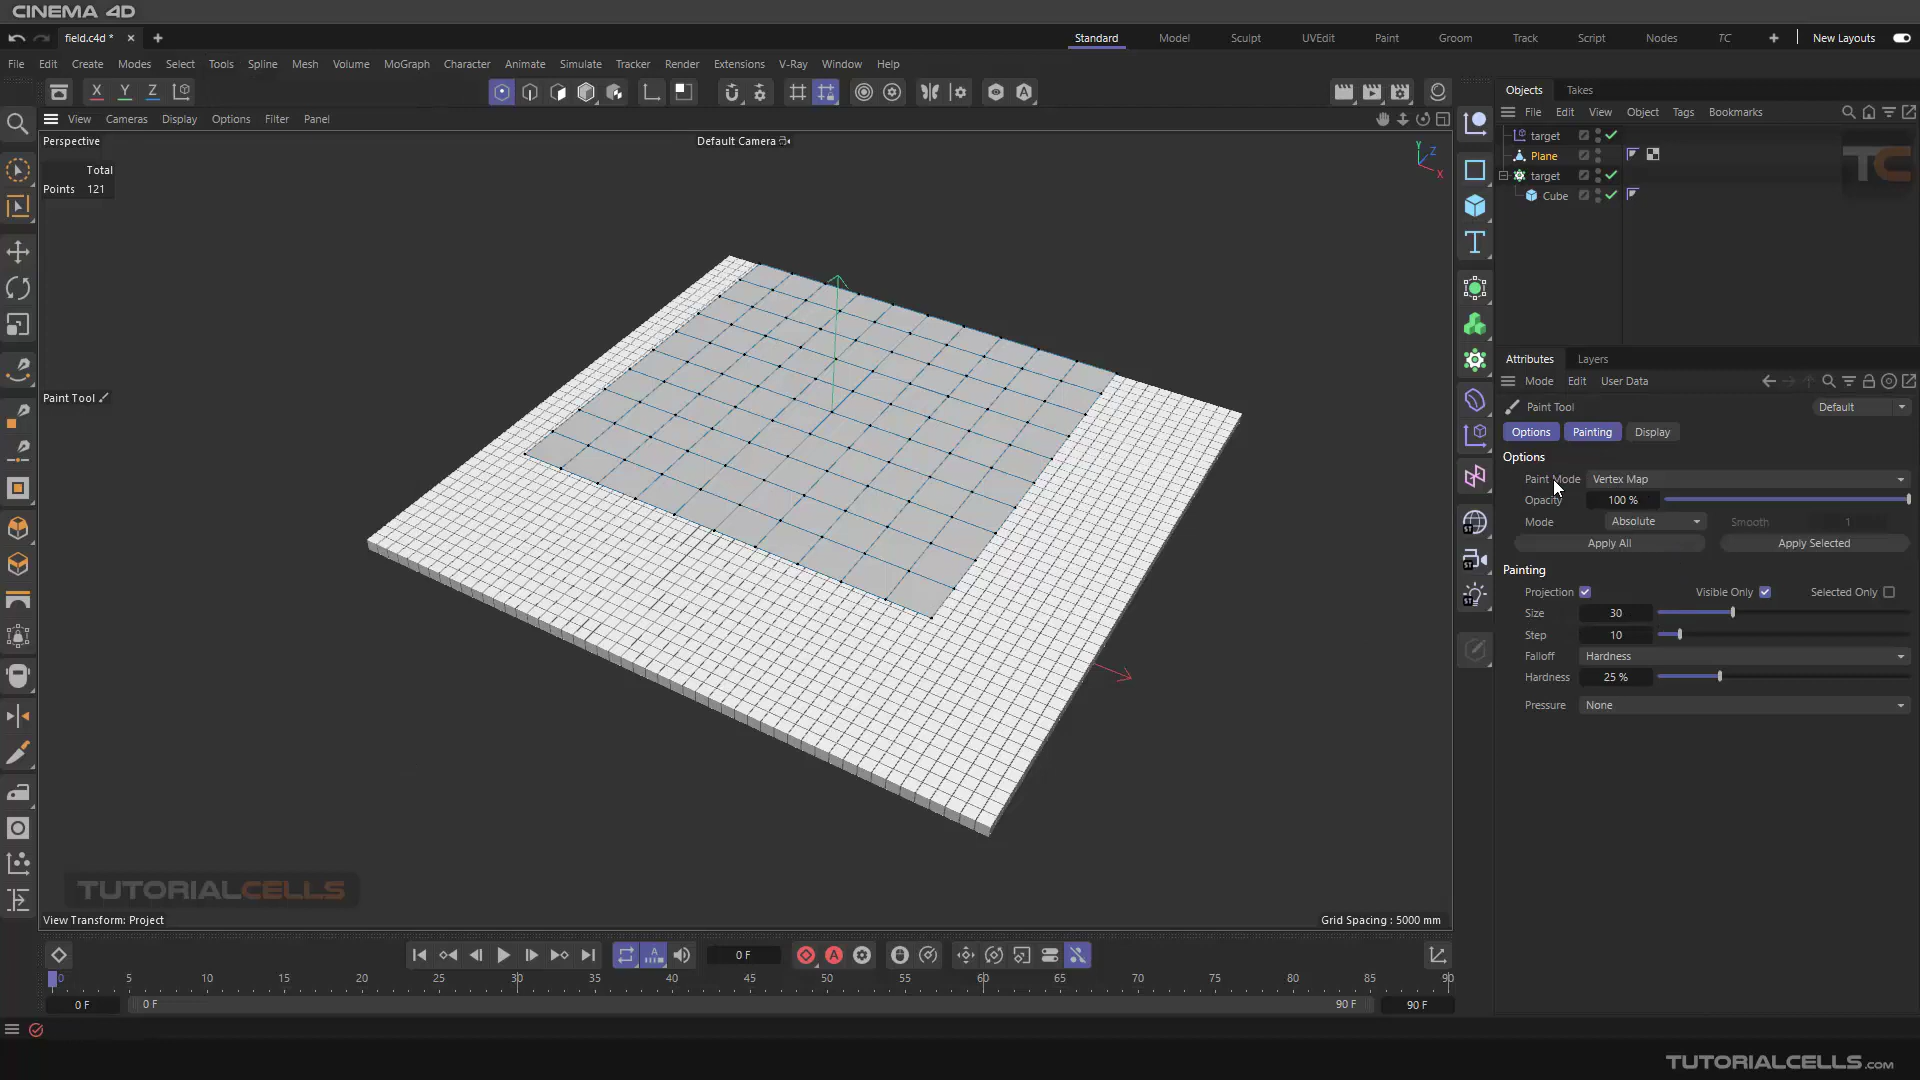 CINEMA 4D
field.c4d *
Standard Model Sculpt UVEdit Paint Groom Track Script Nodes TC New Layouts
File Edit Create Modes Select Tools Spline Mesh Volume MoGraph Character Animate Simulate Tracker Render Extensions V-Ray Window Help
X Y Z
Objects Takes
View Cameras Display Options Filter Panel
File Edit View Object Tags Bookmarks
Perspective
Default Camera
Total
Points 121
Y
Z
X
target
Plane
target
Cube
TC
Paint Tool
Attributes Layers
Mode Edit User Data
Paint Tool
Default
Options Painting Display
Options
Paint Mode Vertex Map
Opacity 100 %
Mode Absolute Smooth 1
Apply All Apply Selected
Painting
Projection Visible Only Selected Only
Size 30
Step 10
Falloff Hardness
Hardness 25 %
Pressure None
TUTORIALCELLS
View Transform: Project
Grid Spacing : 5000 mm
0 F
0 5 10 15 20 25 30 35 40 45 50 55 60 65 70 75 80 85 90
0 F 0 F 90 F 90 F
TUTORIALCELLS.com